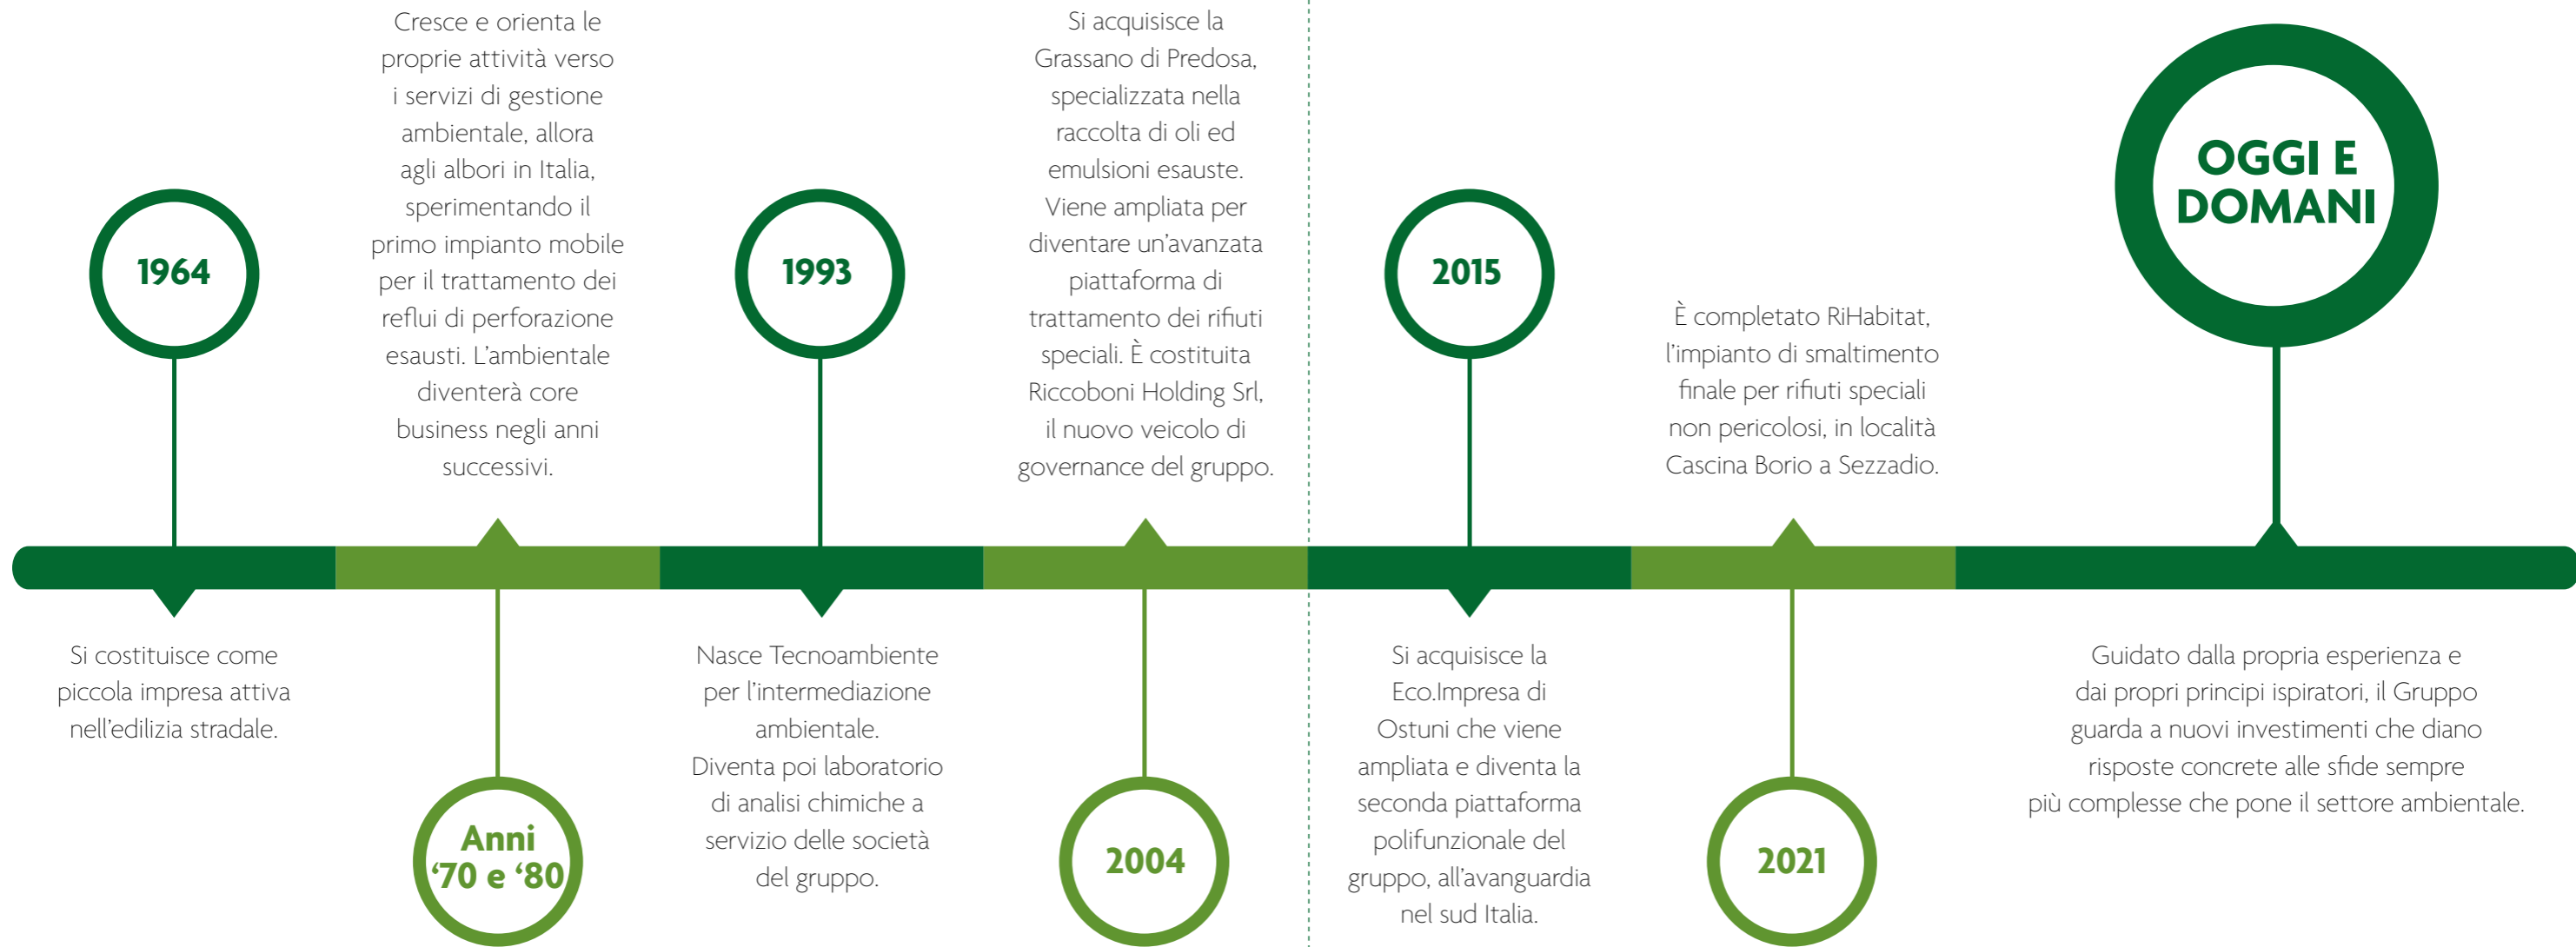 1964
Si costituisce come
piccola impresa attiva
nell'edilizia stradale.
Anni
'70 e '80
Cresce e orienta le
proprie attività verso
i servizi di gestione
ambientale, allora
agli albori in Italia,
sperimentando il
primo impianto mobile
per il trattamento dei
reflui di perforazione
esausti. L'ambientale
diventerà core
business negli anni
successivi.
1993
Nasce Tecnoambiente
per l'intermediazione
ambientale.
Diventa poi laboratorio
di analisi chimiche a
servizio delle società
del gruppo.
2004
Si acquisisce la
Grassano di Predosa,
specializzata nella
raccolta di oli ed
emulsioni esauste.
Viene ampliata per
diventare un'avanzata
piattaforma di
trattamento dei rifiuti
speciali. È costituita
Riccoboni Holding Srl,
il nuovo veicolo di
governance del gruppo.
2015
Si acquisisce la
Eco.Impresa di
Ostuni che viene
ampliata e diventa la
seconda piattaforma
polifunzionale del
gruppo, all'avanguardia
nel sud Italia.
2021
È completato RiHabitat,
l'impianto di smaltimento
finale per rifiuti speciali
non pericolosi, in località
Cascina Borio a Sezzadio.
OGGI E
DOMANI
Guidato dalla propria esperienza e
dai propri principi ispiratori, il Gruppo
guarda a nuovi investimenti che diano
risposte concrete alle sfide sempre
più complesse che pone il settore ambientale.